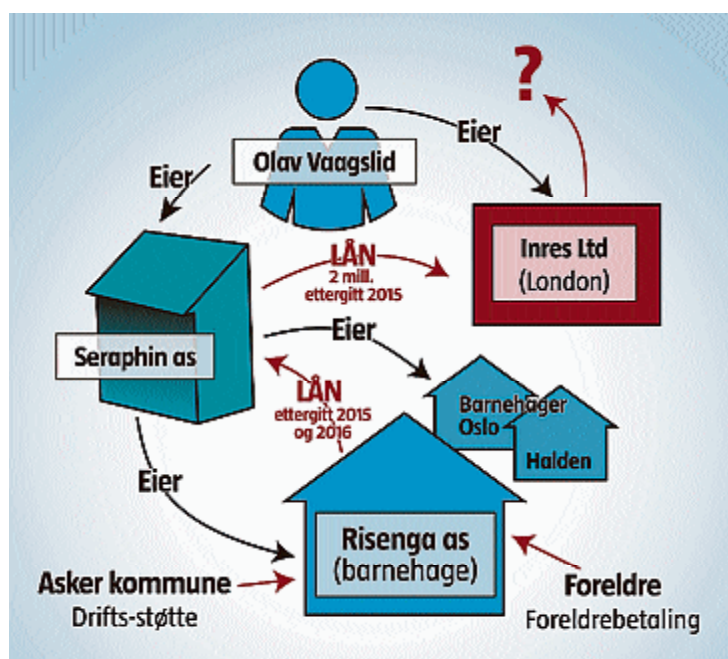 ?
Eier
Olav Vaagslid
Eier
Inres Ltd
(London)
LÅN
2 mill.
ettergitt 2015
Seraphin as
Eier
LÅN
ettergitt 2015
og 2016
Barnehager
Oslo
Halden
Eier
Risenga as
(barnehage)
Asker kommune
Drifts-støtte
Foreldre
Foreldrebetaling